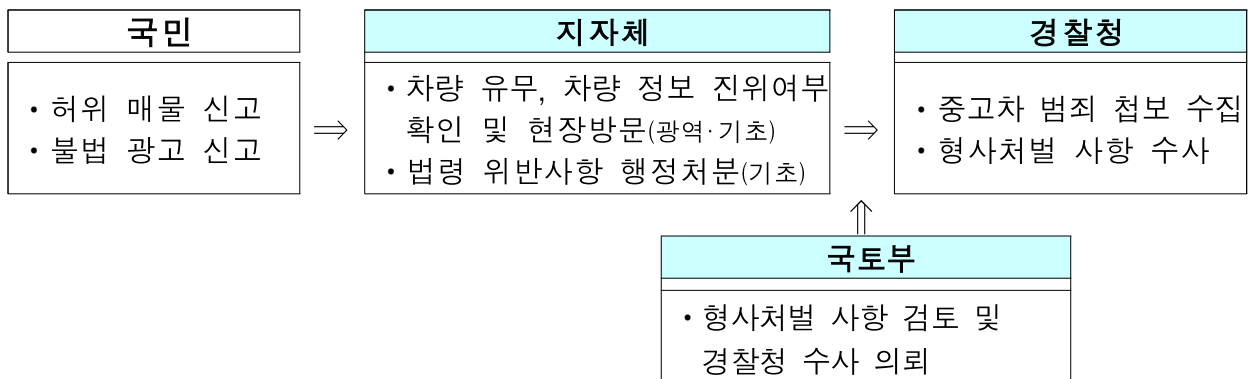 국민
・허위 매물 신고
・불법 광고 신고
⇒
지자체
・차량 유무, 차량 정보 진위여부
확인 및 현장방문(광역·기초)
・법령 위반사항 행정처분(기초)
⇒
경찰청
・중고차 범죄 첩보 수집
・형사처벌 사항 수사
⇑
국토부
・형사처벌 사항 검토 및
경찰청 수사 의뢰